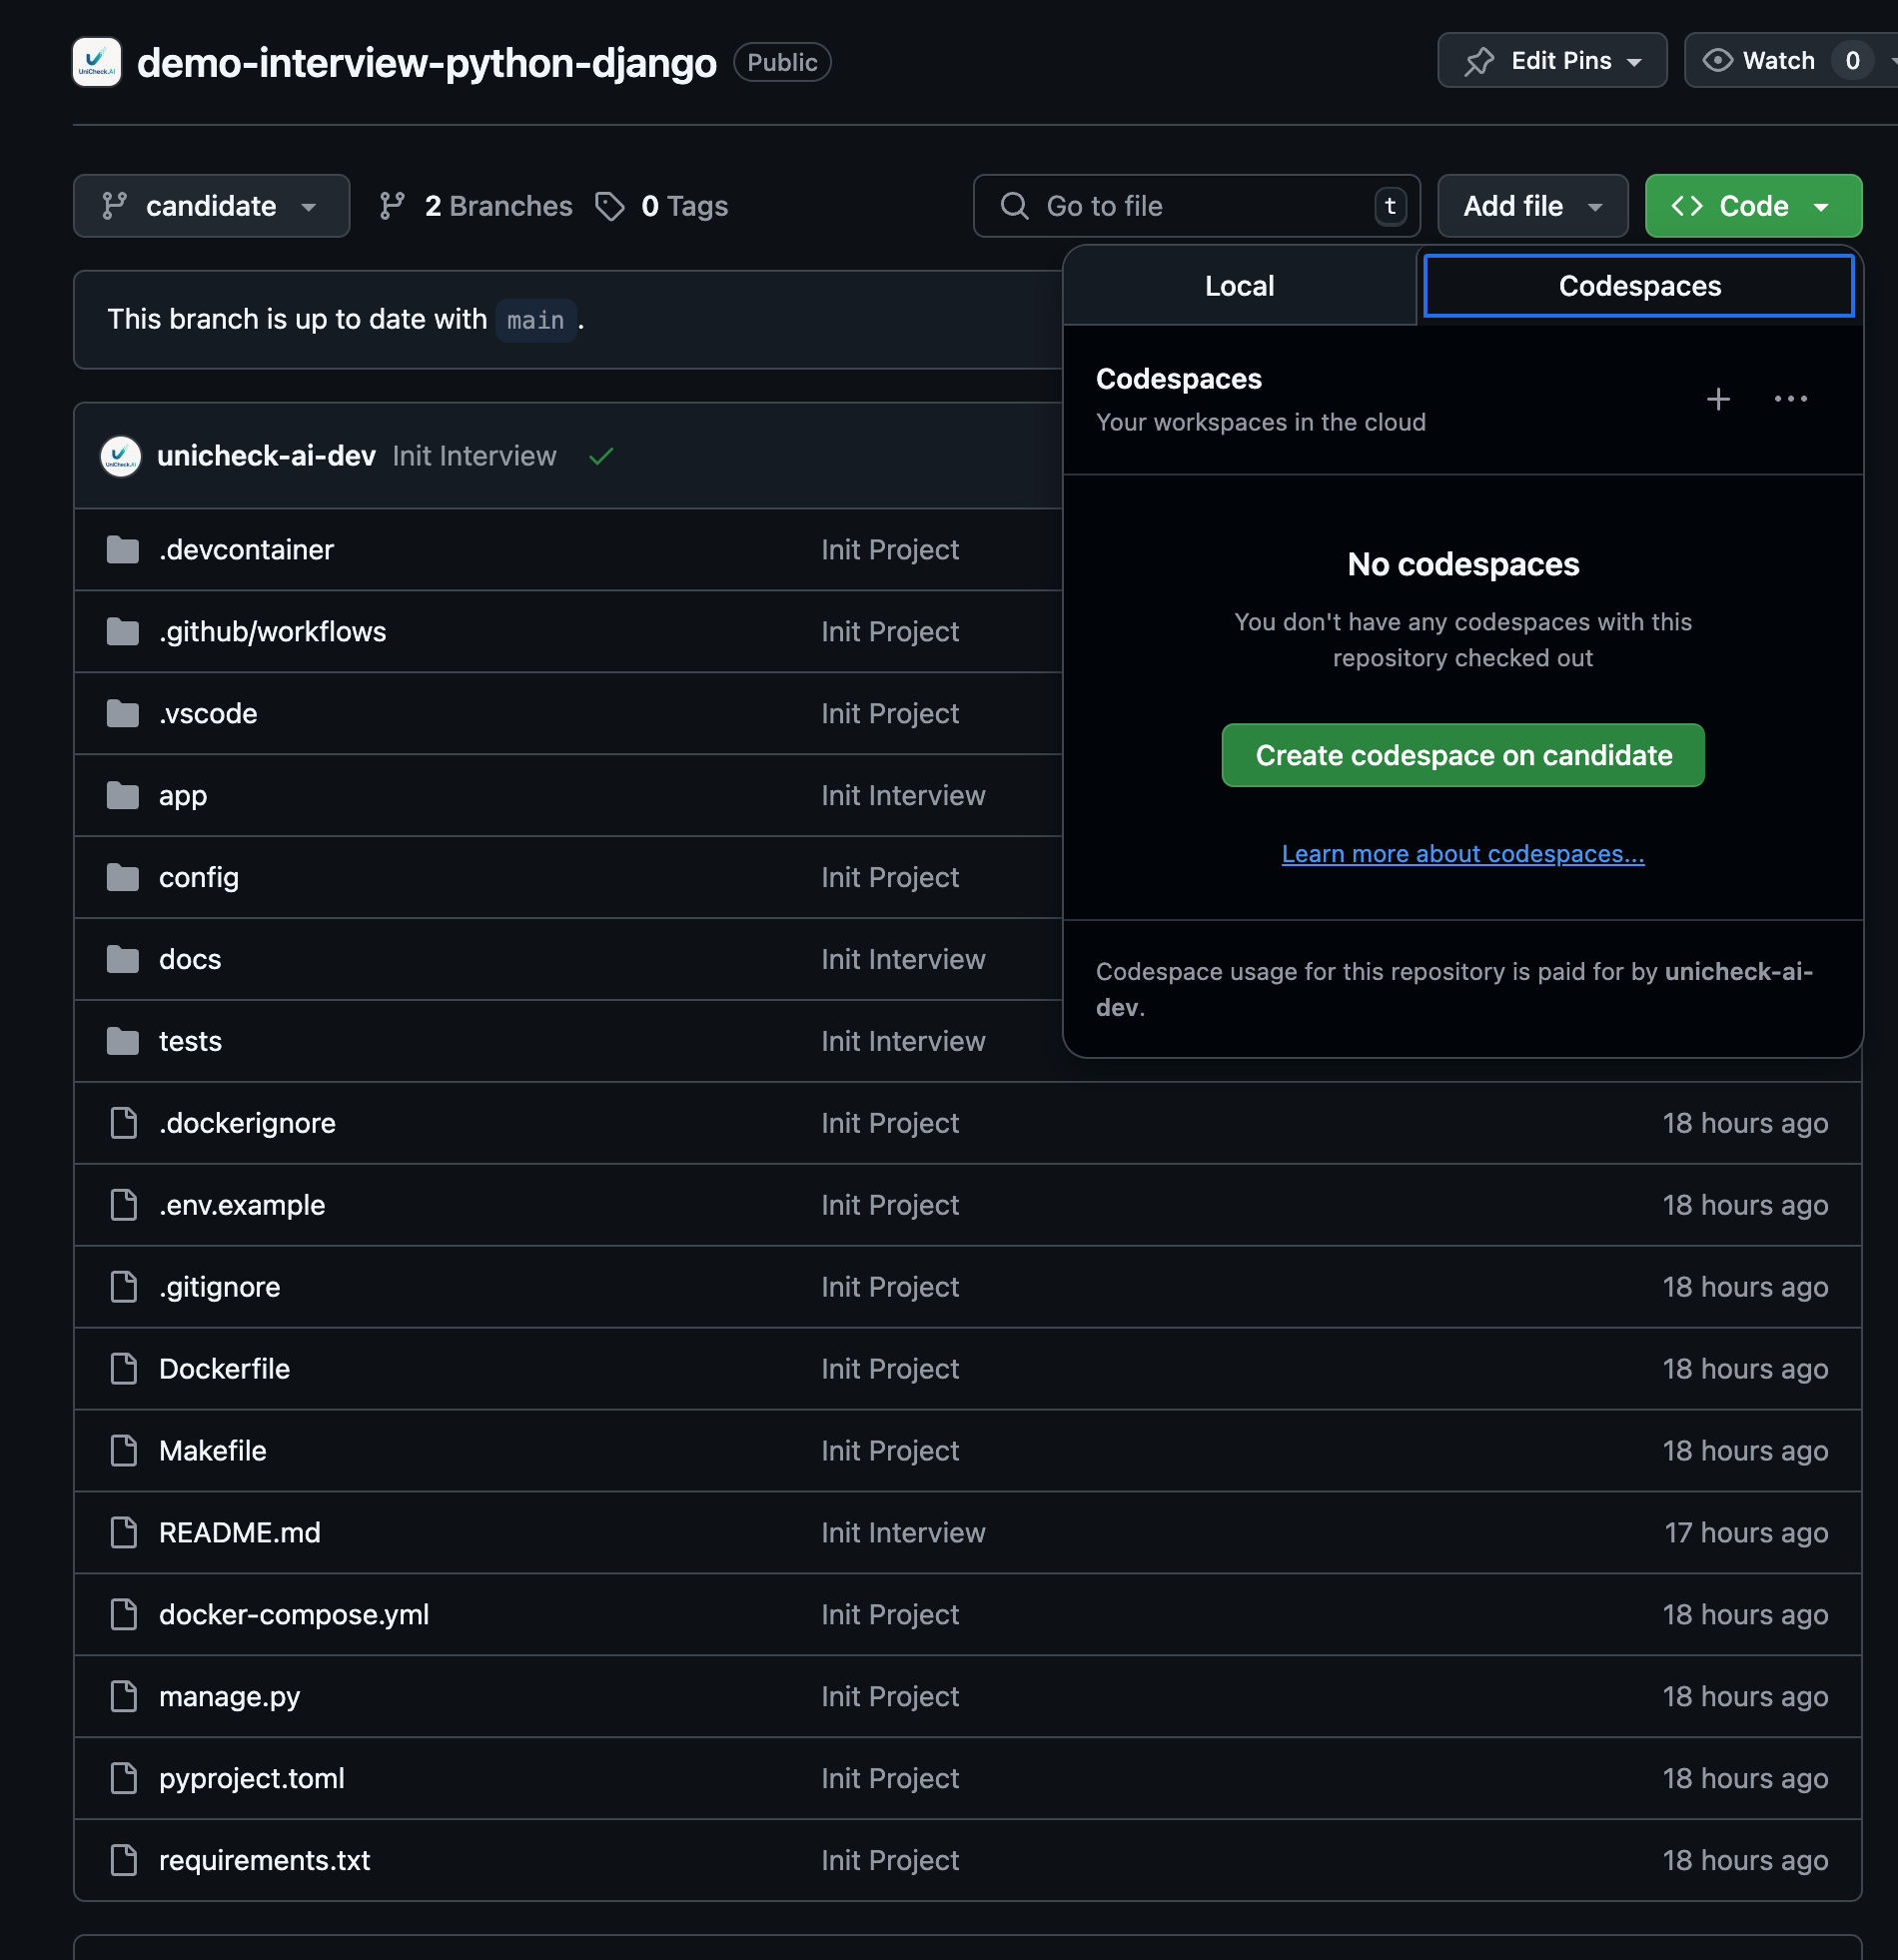 UniCheck.AI
demo-interview-python-django Public
Edit Pins
Watch 0
candidate
2 Branches
0 Tags
Go to file t
Add file
<> Code
Local
Codespaces
This branch is up to date with main.
Codespaces
Your workspaces in the cloud
No codespaces
You don't have any codespaces with this
repository checked out
Create codespace on candidate
Learn more about codespaces...
Codespace usage for this repository is paid for by unicheck-ai-
dev.
UniCheck.AI
unicheck-ai-dev Init Interview
.devcontainer Init Project
.github/workflows Init Project
.vscode Init Project
app Init Interview
config Init Project
docs Init Interview
tests Init Interview
.dockerignore Init Project 18 hours ago
.env.example Init Project 18 hours ago
.gitignore Init Project 18 hours ago
Dockerfile Init Project 18 hours ago
Makefile Init Project 18 hours ago
README.md Init Interview 17 hours ago
docker-compose.yml Init Project 18 hours ago
manage.py Init Project 18 hours ago
pyproject.toml Init Project 18 hours ago
requirements.txt Init Project 18 hours ago